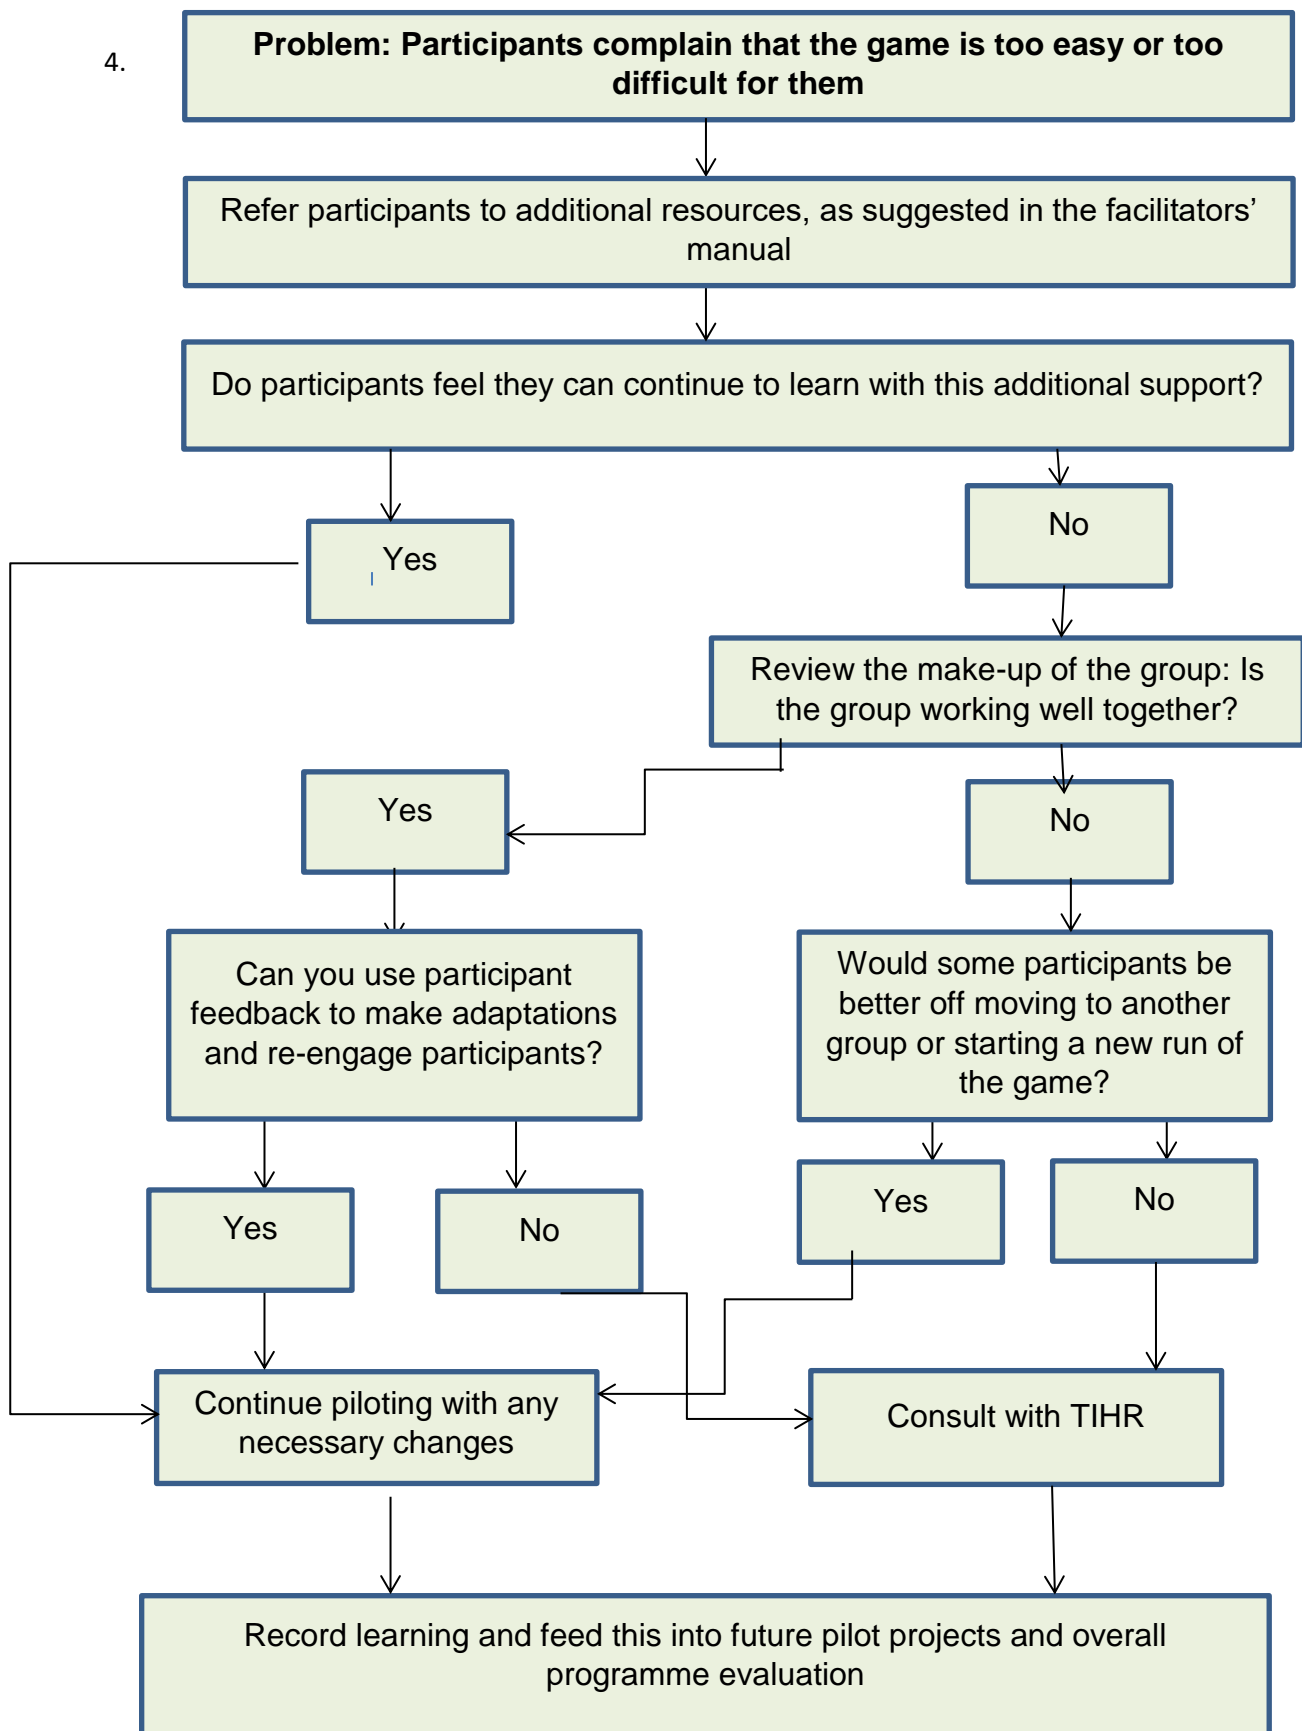 4.
Problem: Participants complain that the game is too easy or too
difficult for them
Refer participants to additional resources, as suggested in the facilitators’
manual
Do participants feel they can continue to learn with this additional support?
Yes
No
Review the make-up of the group: Is
the group working well together?
Yes
No
Can you use participant
feedback to make adaptations
and re-engage participants?
Would some participants be
better off moving to another
group or starting a new run of
the game?
Yes
No
Yes
No
Continue piloting with any
necessary changes
Consult with TIHR
Record learning and feed this into future pilot projects and overall
programme evaluation